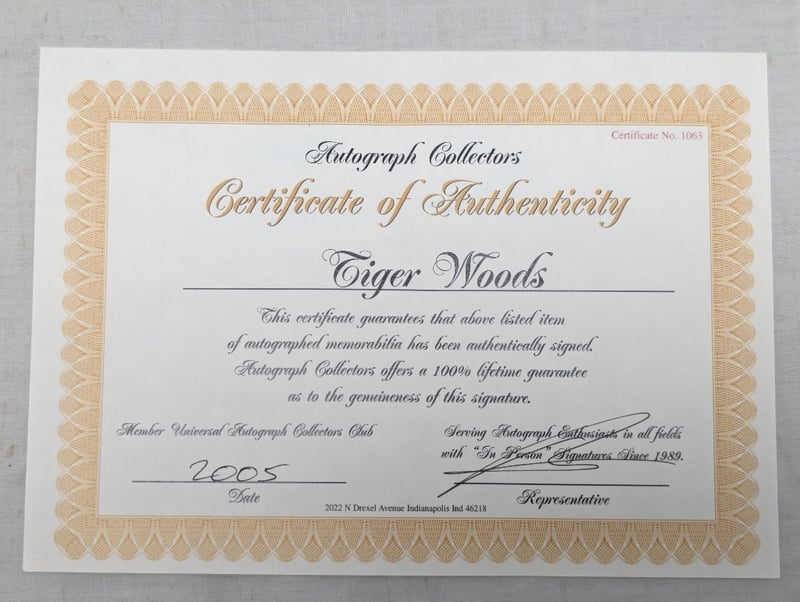 Certificate No. 1063
Autograph Collectors
Certificate of Authenticity
Tiger Woods
This certificate guarantees that above listed item
of autographed memorabilia has been authentically signed.
Autograph Collectors offers a 100% lifetime guarantee
as to the genuineness of this signature.
Member Universal Autograph Collectors Club
Serving Autograph Enthusiasts in all fields
with "In Person" Signatures Since 1989.
2005
Date
Representative
2022 N Drexel Avenue Indianapolis Ind 46218